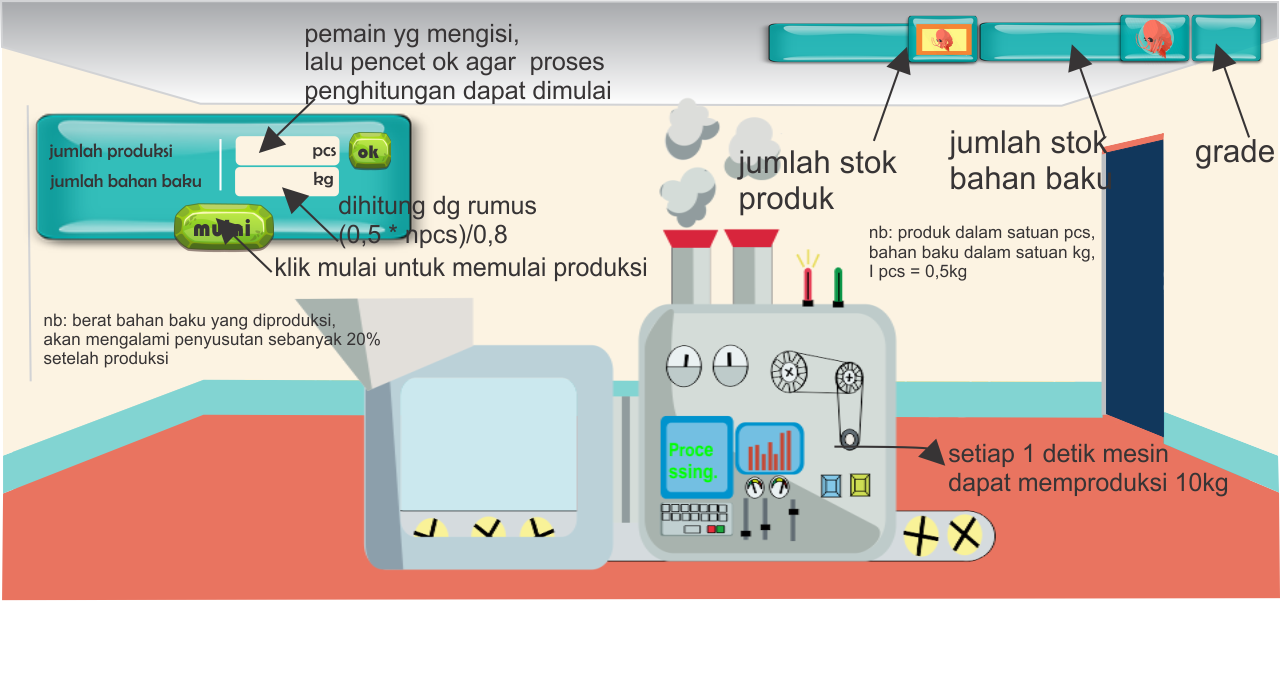 pemain yg mengisi,
lalu pencet ok agar proses
penghitungan dapat dimulai
jumlah produksi
pcs
ok
jumlah bahan baku
kg
mulai
dihitung dg rumus
(0,5 * npcs)/0,8
klik mulai untuk memulai produksi
nb: berat bahan baku yang diproduksi,
akan mengalami penyusutan sebanyak 20%
setelah produksi
jumlah stok
produk
jumlah stok
bahan baku
grade
nb: produk dalam satuan pcs,
bahan baku dalam satuan kg,
I pcs = 0,5kg
Proce
ssing.
setiap 1 detik mesin
dapat memproduksi 10kg